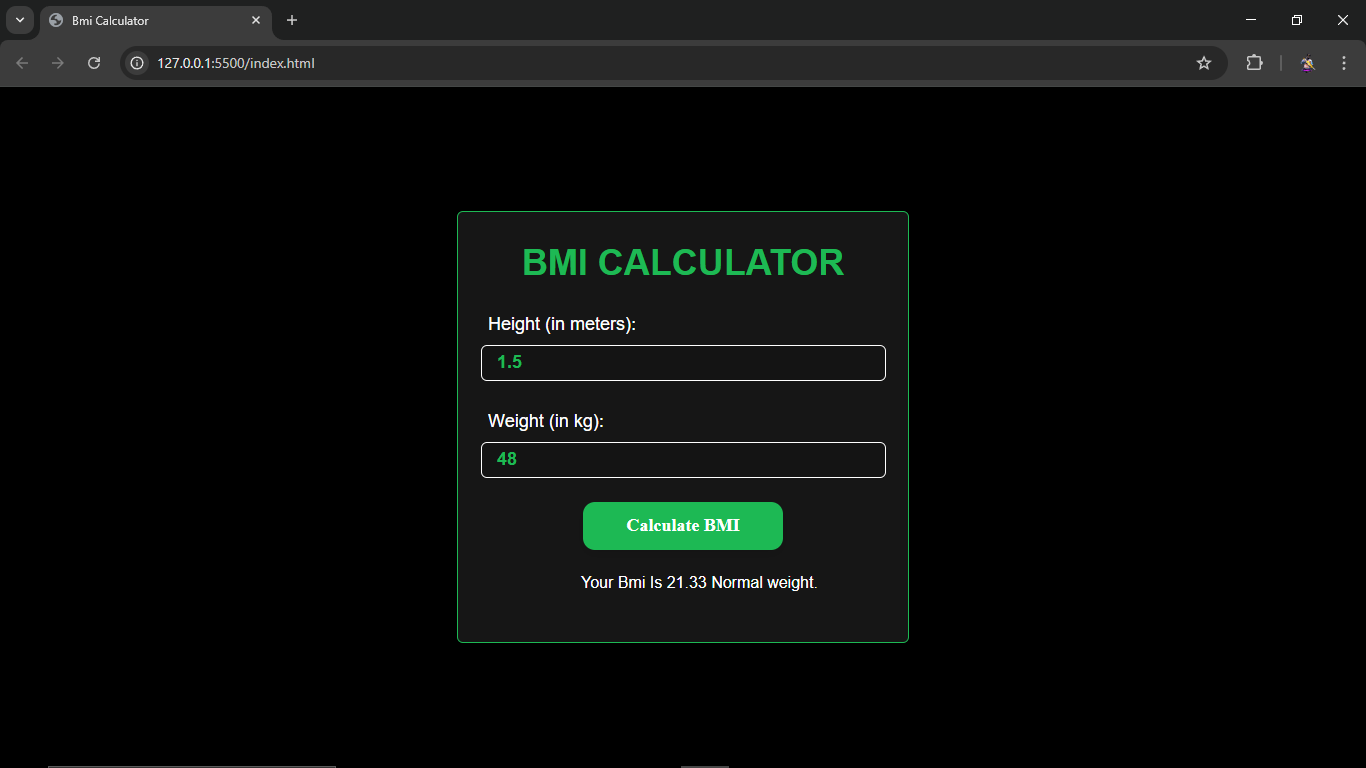 Bmi Calculator
127.0.0.1:5500/index.html
BMI CALCULATOR
Height (in meters):
1.5
Weight (in kg):
48
Calculate BMI
Your Bmi Is 21.33 Normal weight.